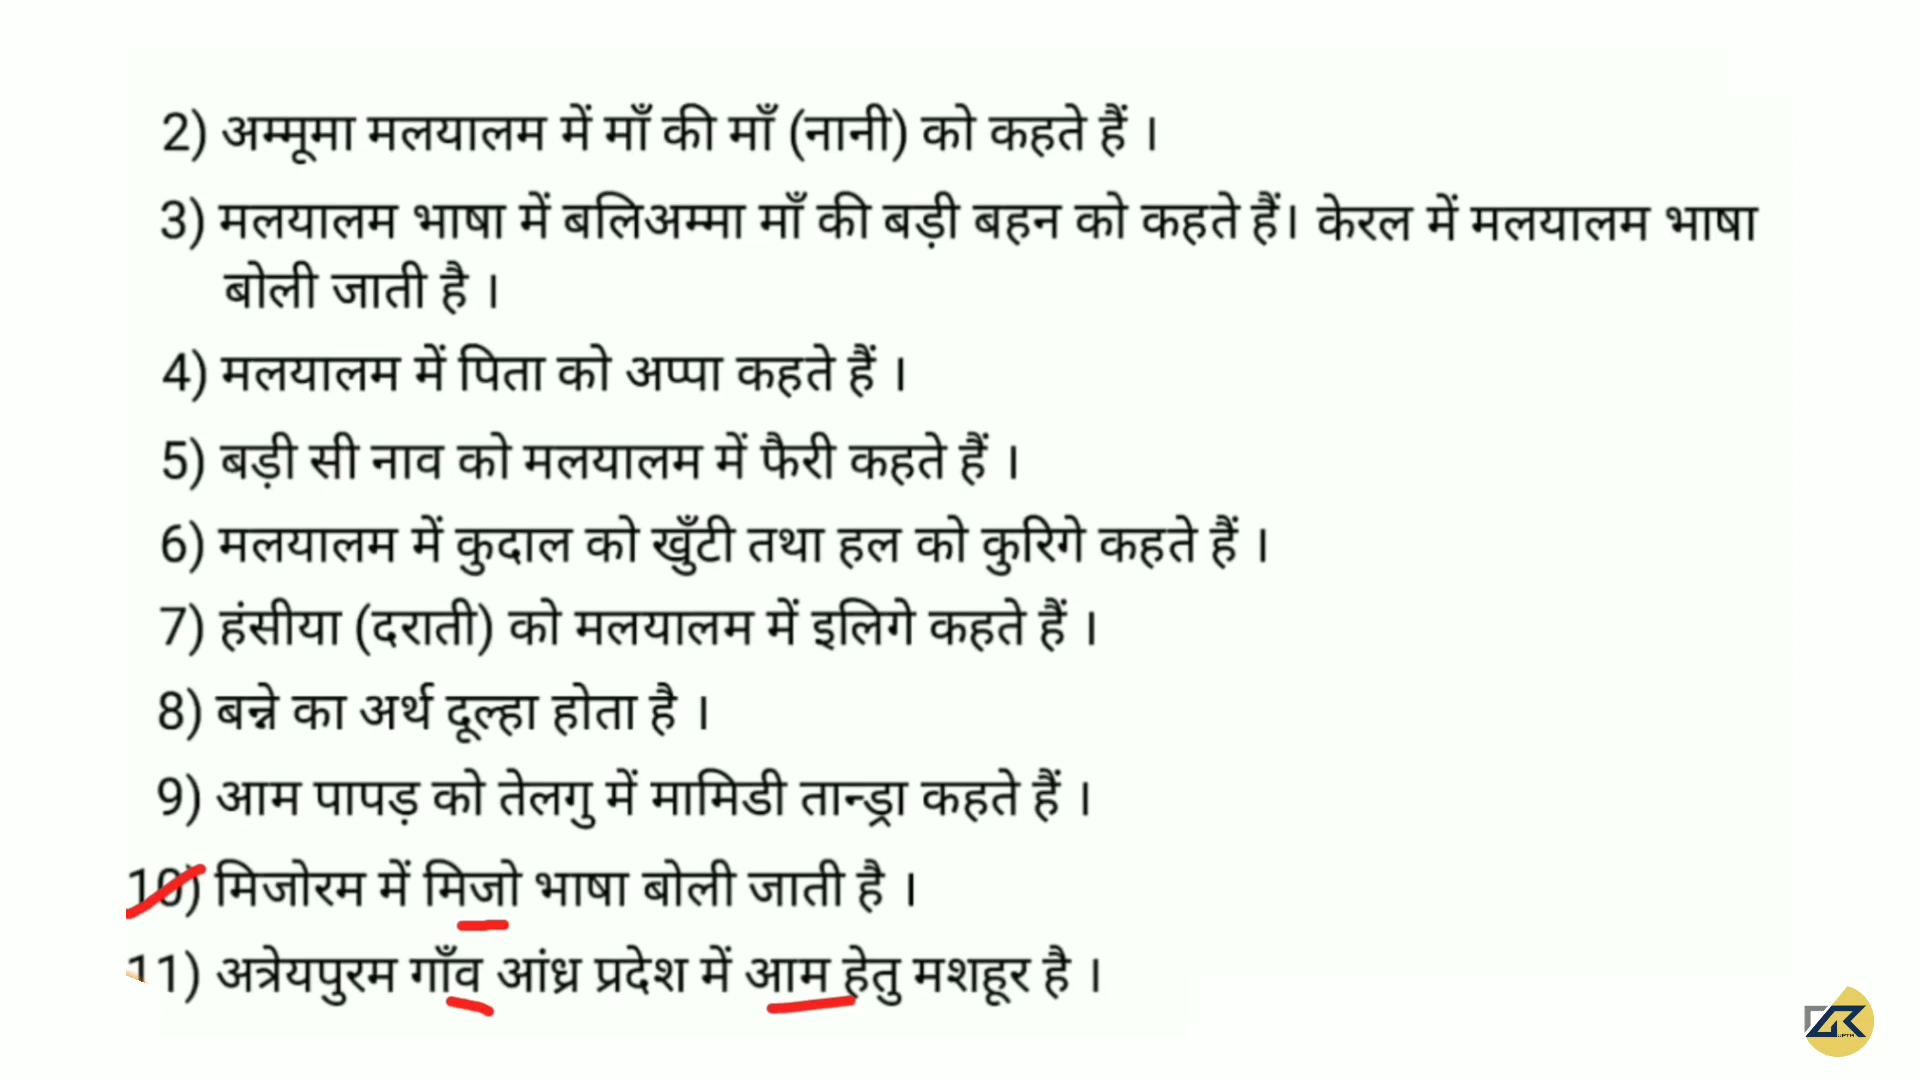 2) अम्मूमा मलयालम में माँ की माँ (नानी) को कहते हैं ।
3) मलयालम भाषा में बलिअम्मा माँ की बड़ी बहन को कहते हैं। केरल में मलयालम भाषा
बोली जाती है ।
4) मलयालम में पिता को अप्पा कहते हैं ।
5) बड़ी सी नाव को मलयालम में फैरी कहते हैं ।
6) मलयालम में कुदाल को खुँटी तथा हल को कुरिगे कहते हैं ।
7) हंसीया (दराती) को मलयालम में इलिगे कहते हैं ।
8) बन्ने का अर्थ दूल्हा होता है ।
9) आम पापड़ को तेलगु में मामिडी तान्ड्रा कहते हैं ।
10) मिजोरम में मिजो भाषा बोली जाती है ।
11) अत्रेयपुरम गाँव आंध्र प्रदेश में आम हेतु मशहूर है ।